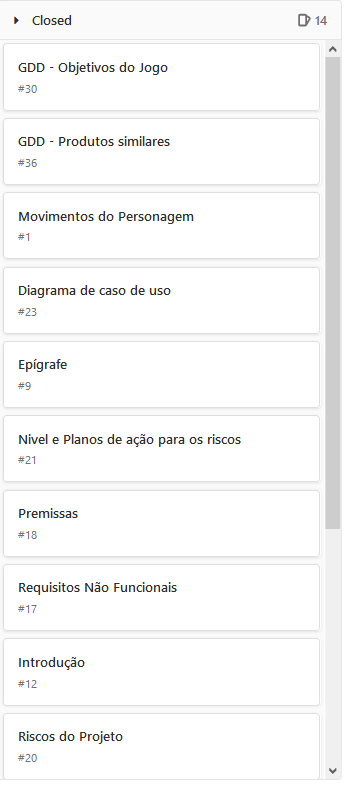 Closed 14
GDD - Objetivos do Jogo
#30
GDD - Produtos similares
#36
Movimentos do Personagem
#1
Diagrama de caso de uso
#23
Epígrafe
#9
Nivel e Planos de ação para os riscos
#21
Premissas
#18
Requisitos Não Funcionais
#17
Introdução
#12
Riscos do Projeto
#20